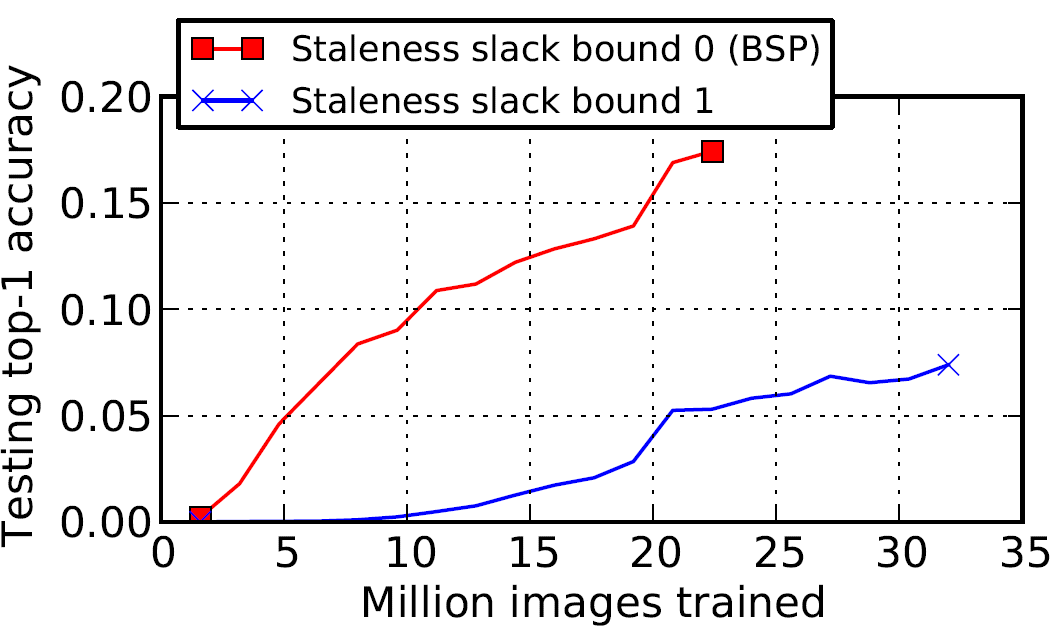 Staleness slack bound 0 (BSP)
Staleness slack bound 1
Testing top-1 accuracy
0.20
0.15
0.10
0.05
0.00
0 5 10 15 20 25 30 35
Million images trained